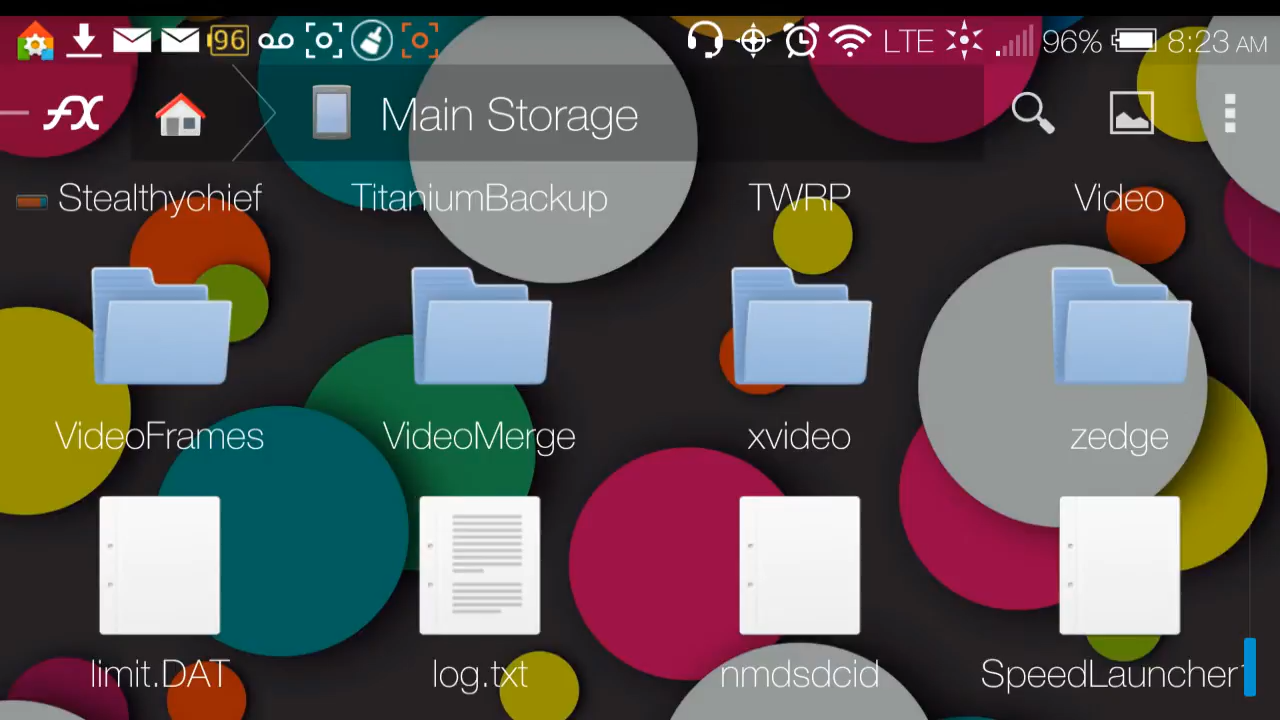 96 LTE 96% 8:23 AM
FX Main Storage
Stealthychief TitaniumBackup TWRP Video
VideoFrames VideoMerge xvideo zedge
limit.DAT log.txt nmdsdcid SpeedLauncher